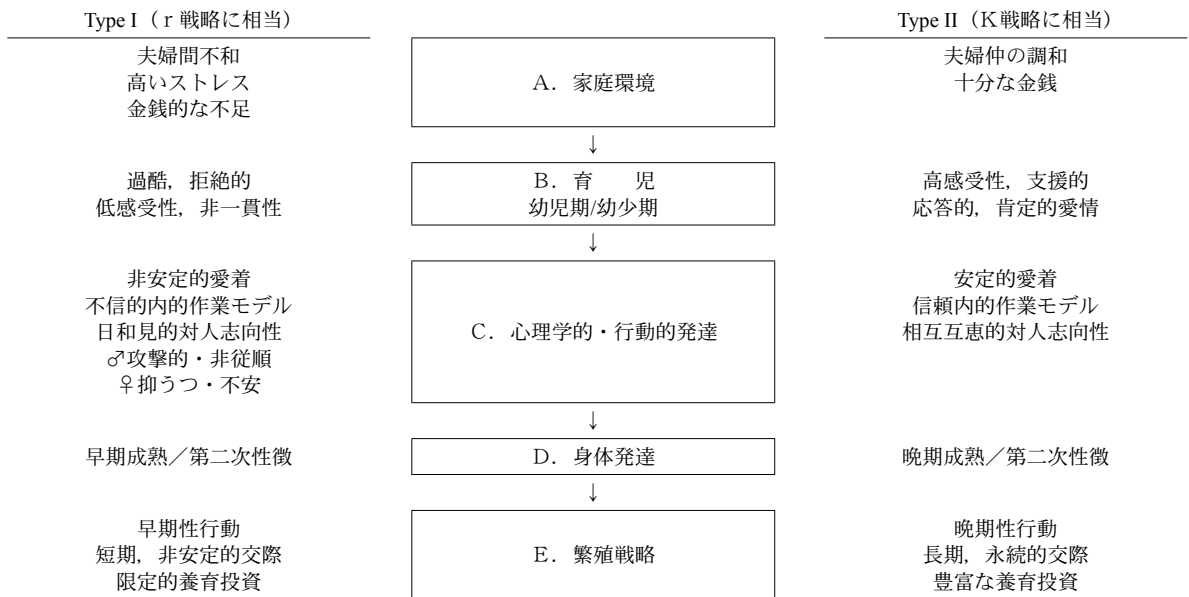 Type I（ｒ戦略に相当）
Type II（Ｋ戦略に相当）
夫婦間不和
高いストレス
金銭的な不足
Ａ．家庭環境
夫婦仲の調和
十分な金銭
↓
過酷，拒絶的
低感受性，非一貫性
Ｂ．育　　児
幼児期/幼少期
高感受性，支援的
応答的，肯定的愛情
↓
非安定的愛着
不信的内的作業モデル
日和見的対人志向性
♂攻撃的・非従順
♀抑うつ・不安
Ｃ．心理学的・行動的発達
安定的愛着
信頼内的作業モデル
相互互恵的対人志向性
↓
早期成熟／第二次性徴
Ｄ．身体発達
晩期成熟／第二次性徴
↓
早期性行動
短期，非安定的交際
限定的養育投資
Ｅ．繁殖戦略
晩期性行動
長期，永続的交際
豊富な養育投資